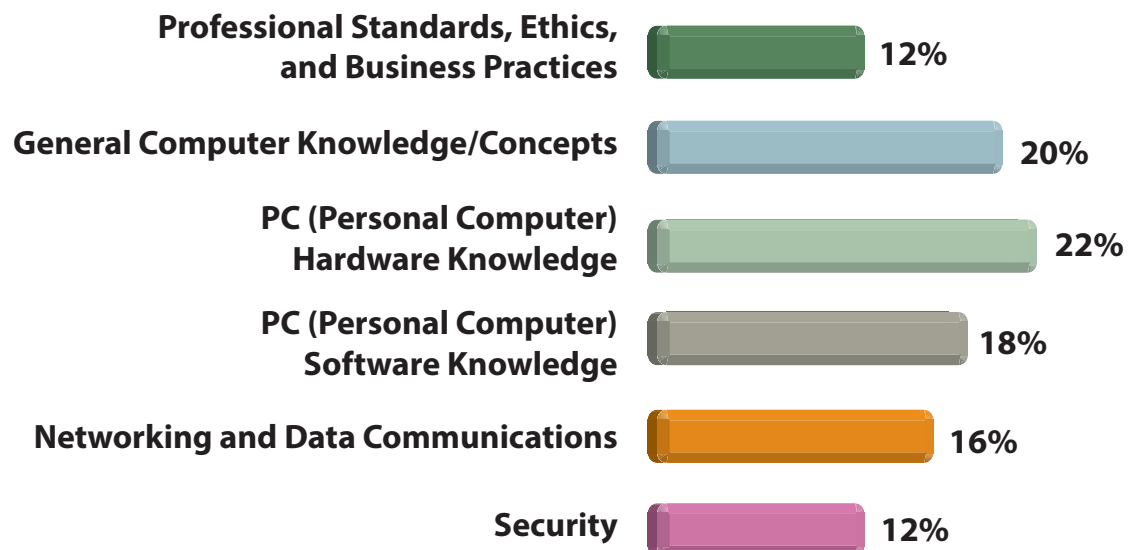 Professional Standards, Ethics,
and Business Practices
12%
General Computer Knowledge/Concepts
20%
PC (Personal Computer)
Hardware Knowledge
22%
PC (Personal Computer)
Software Knowledge
18%
Networking and Data Communications
16%
Security
12%